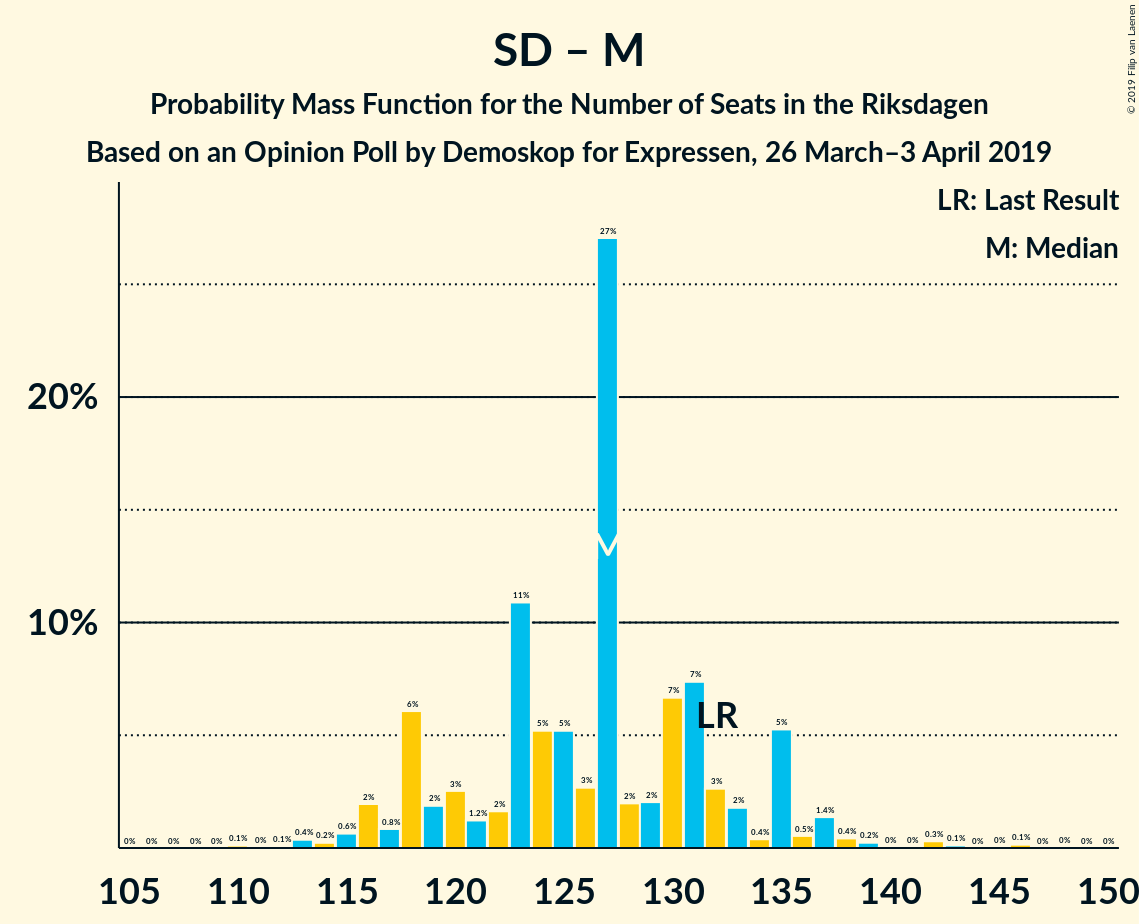 SD – M
Probability Mass Function for the Number of Seats in the Riksdagen
Based on an Opinion Poll by Demoskop for Expressen, 26 March–3 April 2019
© 2019 Filip van Laenen
LR: Last Result
M: Median
20%
10%
0% 0% 0% 0% 0% 0.1% 0% 0.1% 0.4% 0.2% 0.6% 2% 0.8% 6% 2% 3% 1.2% 2% 11% 5% 5% 3% 27% 2% 2% 7% 7% 3% 2% 0.4% 5% 0.5% 1.4% 0.4% 0.2% 0% 0% 0.3% 0.1% 0% 0% 0.1% 0% 0% 0% 0%
M
LR
105 110 115 120 125 130 135 140 145 150